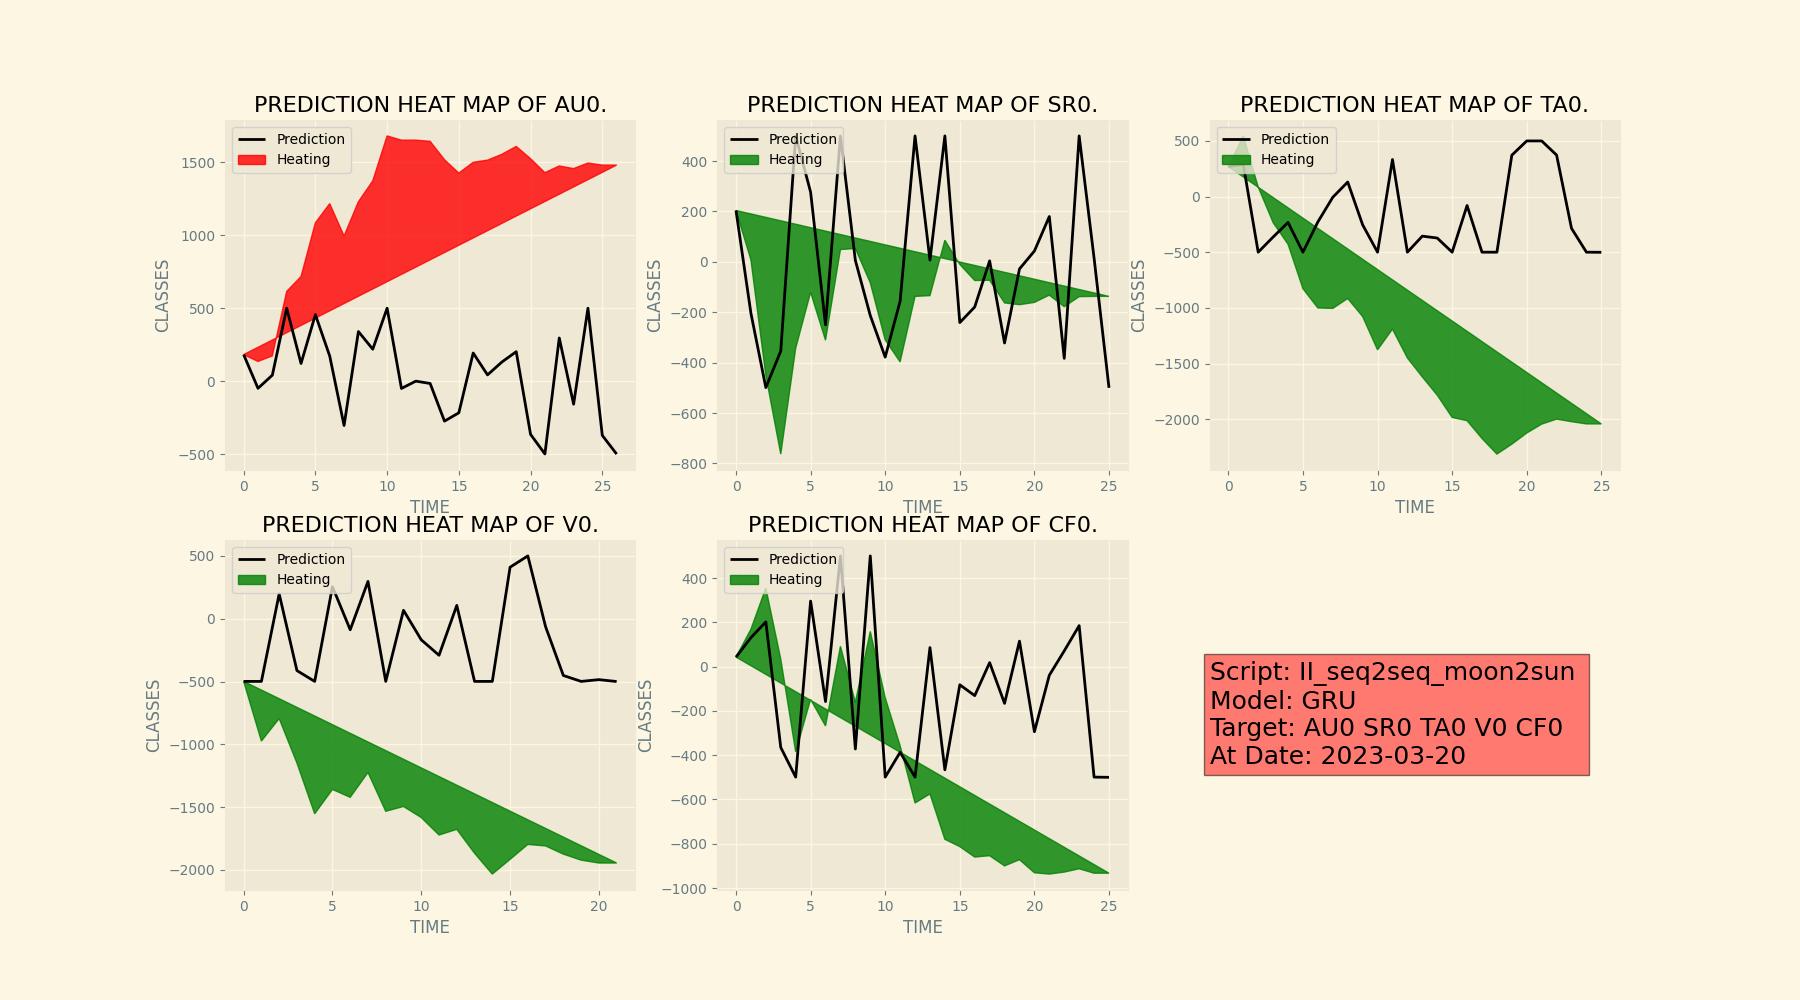 PREDICTION HEAT MAP OF AU0.
Prediction
Heating
1500
1000
500
0
−500
CLASSES
0 5 10 15 20 25
TIME
PREDICTION HEAT MAP OF SR0.
Prediction
Heating
400
200
0
−200
−400
−600
−800
CLASSES
0 5 10 15 20 25
TIME
PREDICTION HEAT MAP OF TA0.
Prediction
Heating
500
0
−500
−1000
−1500
−2000
CLASSES
0 5 10 15 20 25
TIME
PREDICTION HEAT MAP OF V0.
Prediction
Heating
500
0
−500
−1000
−1500
−2000
CLASSES
0 5 10 15 20
TIME
PREDICTION HEAT MAP OF CF0.
Prediction
Heating
400
200
0
−200
−400
−600
−800
−1000
CLASSES
0 5 10 15 20 25
TIME
Script: II_seq2seq_moon2sun
Model: GRU
Target: AU0 SR0 TA0 V0 CF0
At Date: 2023-03-20